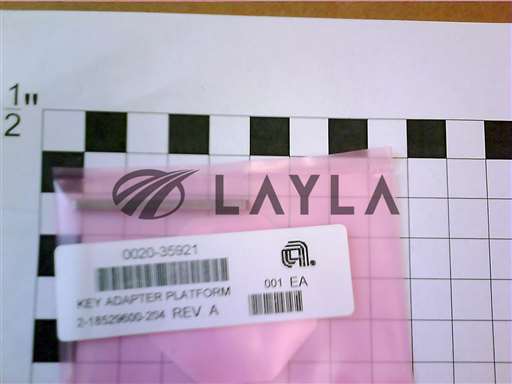 1/2"
LAYLA
0020-35921
001 EA
KEY ADAPTER PLATFORM
2-18529600-204 REV A